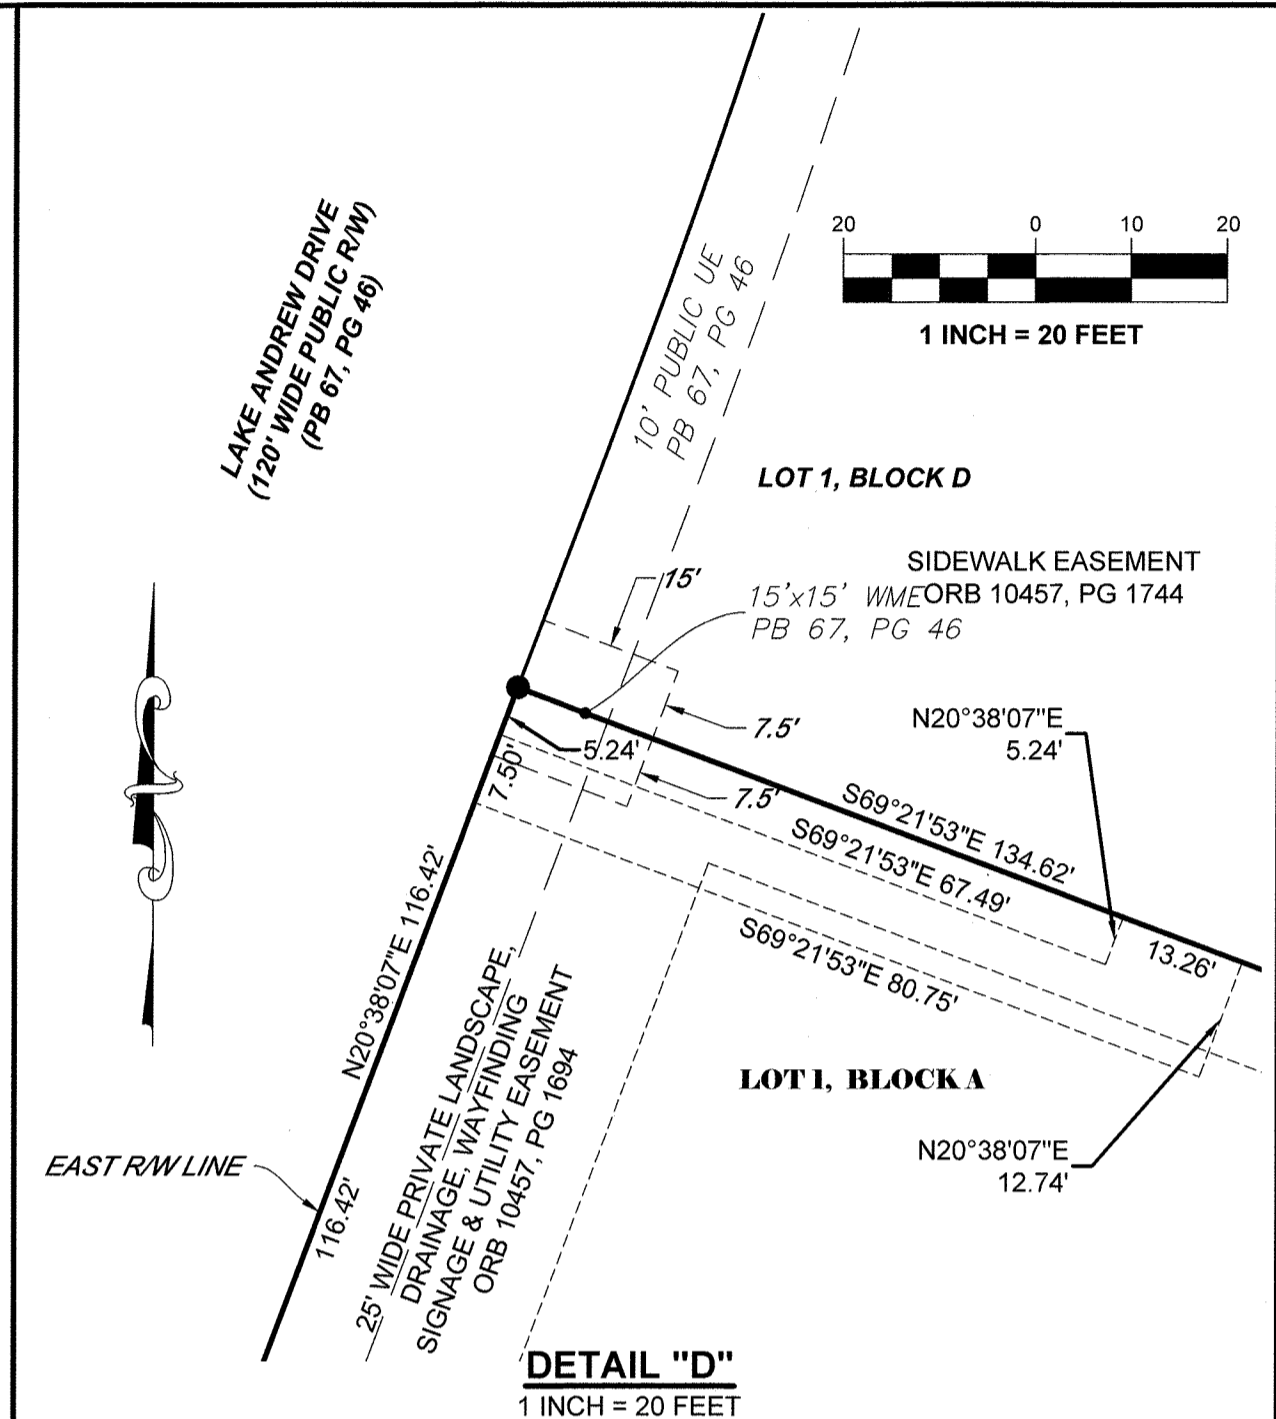 LAKE ANDREW DRIVE
(120' WIDE PUBLIC R/W)
(PB 67, PG 46)
10' PUBLIC UE
PB 67, PG 46
20 0 10 20
1 INCH = 20 FEET
LOT 1, BLOCK D
SIDEWALK EASEMENT
ORB 10457, PG 1744
15'
15'x15' WME
PB 67, PG 46
7.5'
7.5'
N20°38'07"E
5.24'
5.24'
7.50'
S69°21'53"E 134.62'
S69°21'53"E 67.49'
S69°21'53"E 80.75'
13.26'
N20°38'07"E 116.42'
LOT 1, BLOCK A
N20°38'07"E
12.74'
EAST R/W LINE
116.42'
25' WIDE PRIVATE LANDSCAPE,
DRAINAGE, WAYFINDING
SIGNAGE & UTILITY EASEMENT
ORB 10457, PG 1694
DETAIL "D"
1 INCH = 20 FEET